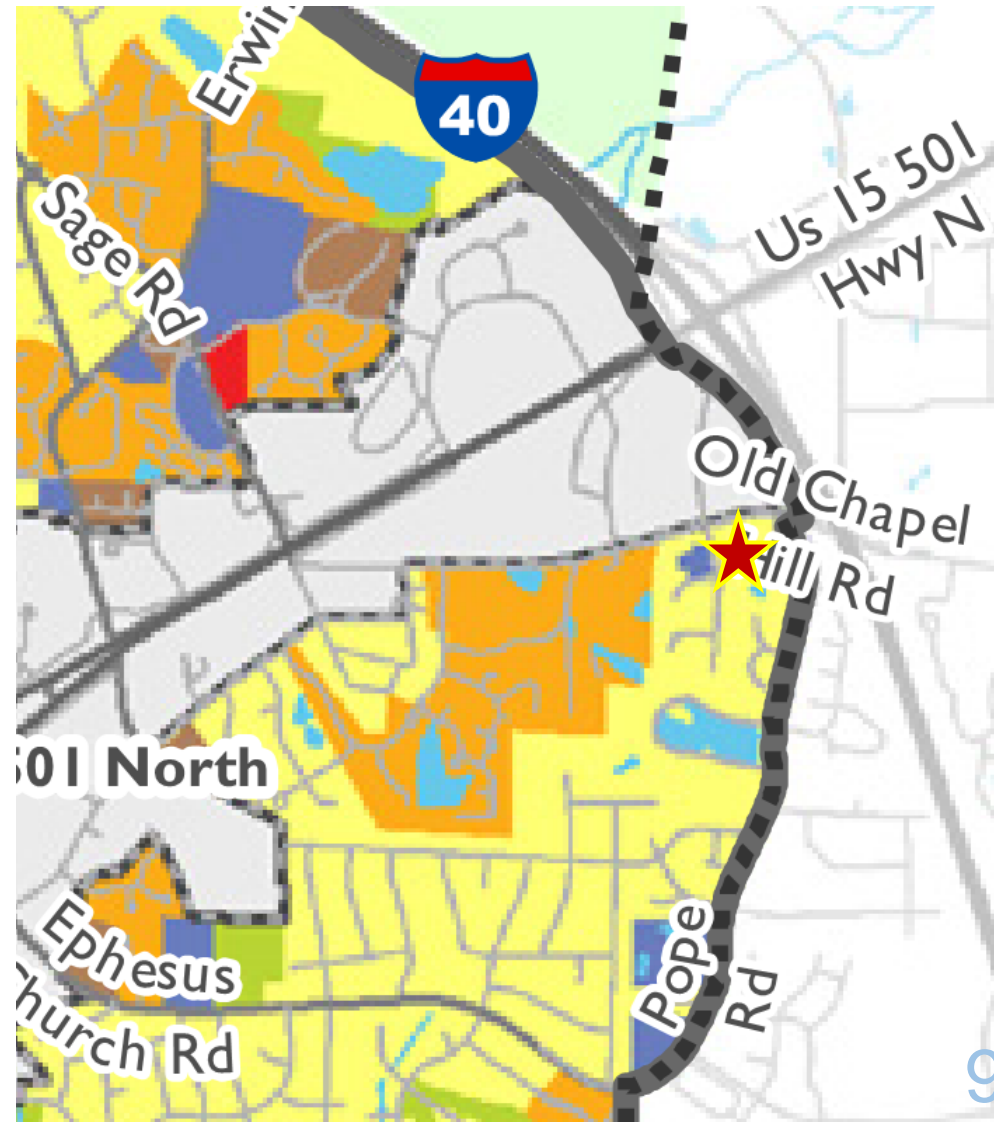 Erwin
40
Us 15 501
Hwy N
Sage Rd
Old Chapel
Hill Rd
501 North
Ephesus
Church Rd
Pope
Rd
9